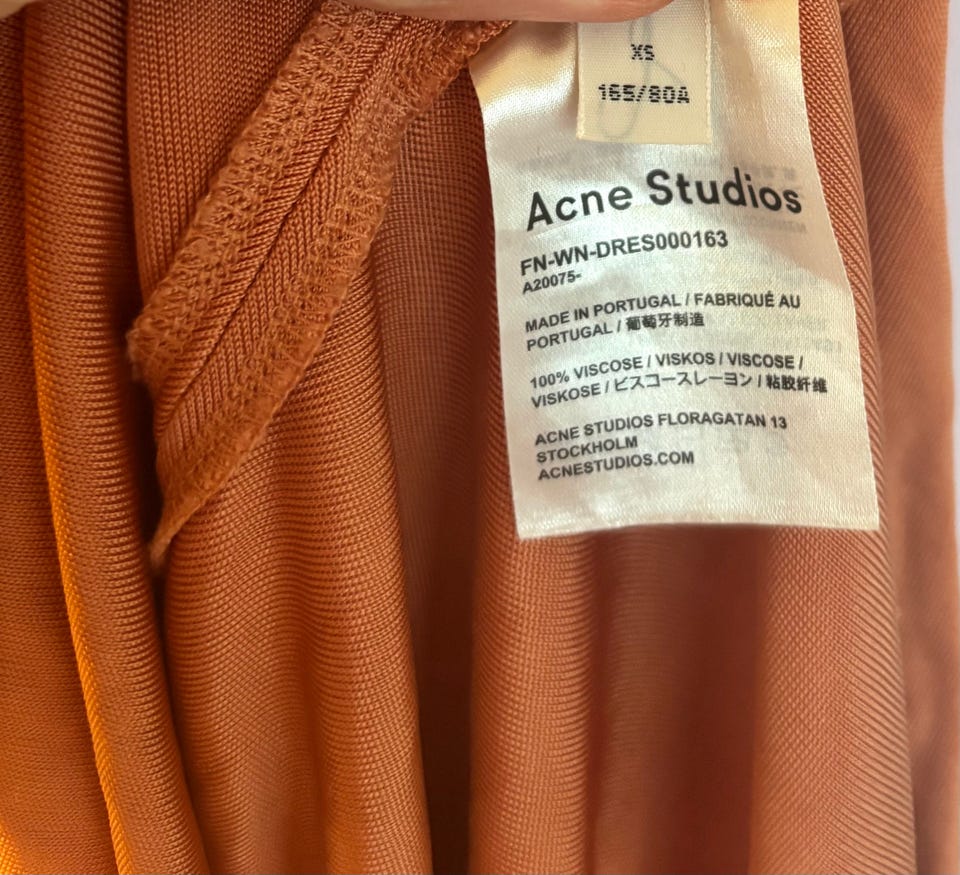 XS
165/80A
Acne Studios
FN-WN-DRES000163
A20075-
MADE IN PORTUGAL / FABRIQUÉ AU
PORTUGAL / 葡萄牙制造
100% VISCOSE / VISKOS / VISCOSE /
VISKOSE / ビスコースレーヨン / 粘胶纤维
ACNE STUDIOS FLORAGATAN 13
STOCKHOLM
ACNESTUDIOS.COM